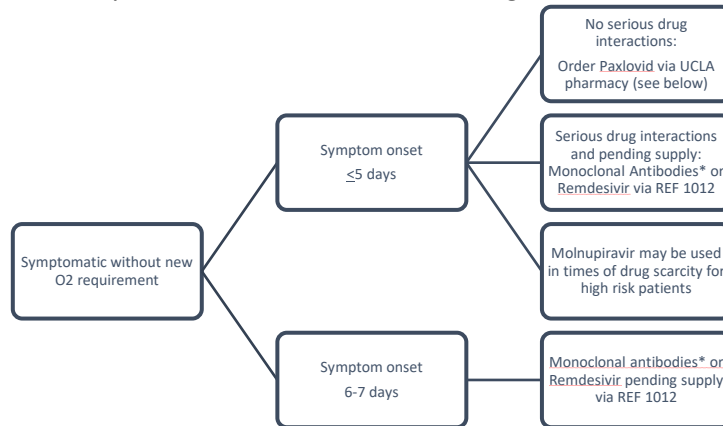 No serious drug
interactions:
Order Paxlovid via UCLA
pharmacy (see below)
Symptom onset
≤5 days
Serious drug interactions
and pending supply:
Monoclonal Antibodies* or
Remdesivir via REF 1012
Symptomatic without new
O2 requirement
Molnupiravir may be used
in times of drug scarcity for
high risk patients
Symptom onset
6-7 days
Monoclonal antibodies* or
Remdesivir pending supply
via REF 1012